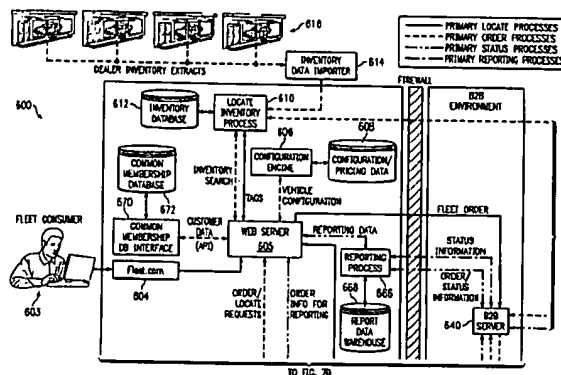 616
PRIMARY LOCATE PROCESSES
PRIMARY ORDER PROCESSES
PRIMARY STATUS PROCESSES
PRIMARY REPORTING PROCESSES
DEALER INVENTORY EXTRACTS
INVENTORY
DATA IMPORTER
614
FIREWALL
B2B
ENVIRONMENT
600
612
INVENTORY
DATABASE
LOCATE
INVENTORY
PROCESS
610
606
608
CONFIGURATION
ENGINE
CONFIGURATION/
PRICING DATA
COMMON
MEMBERSHIP
DATABASE
672
670
INVENTORY
SEARCH
TAGS
VEHICLE
CONFIGURATION
FLEET CONSUMER
603
COMMON
MEMBERSHIP
DB INTERFACE
CUSTOMER
DATA
(API)
WEB SERVER
605
REPORTING DATA
FLEET ORDER
Fleet.com
604
REPORTING
PROCESS
666
668
REPORT
DATA
WAREHOUSE
STATUS
INFORMATION
ORDER/
STATUS
INFORMATION
B2B
SERVER
640
ORDER/
LOCATE
REQUESTS
ORDER
INFO FOR
REPORTING
TO FIG. 7B